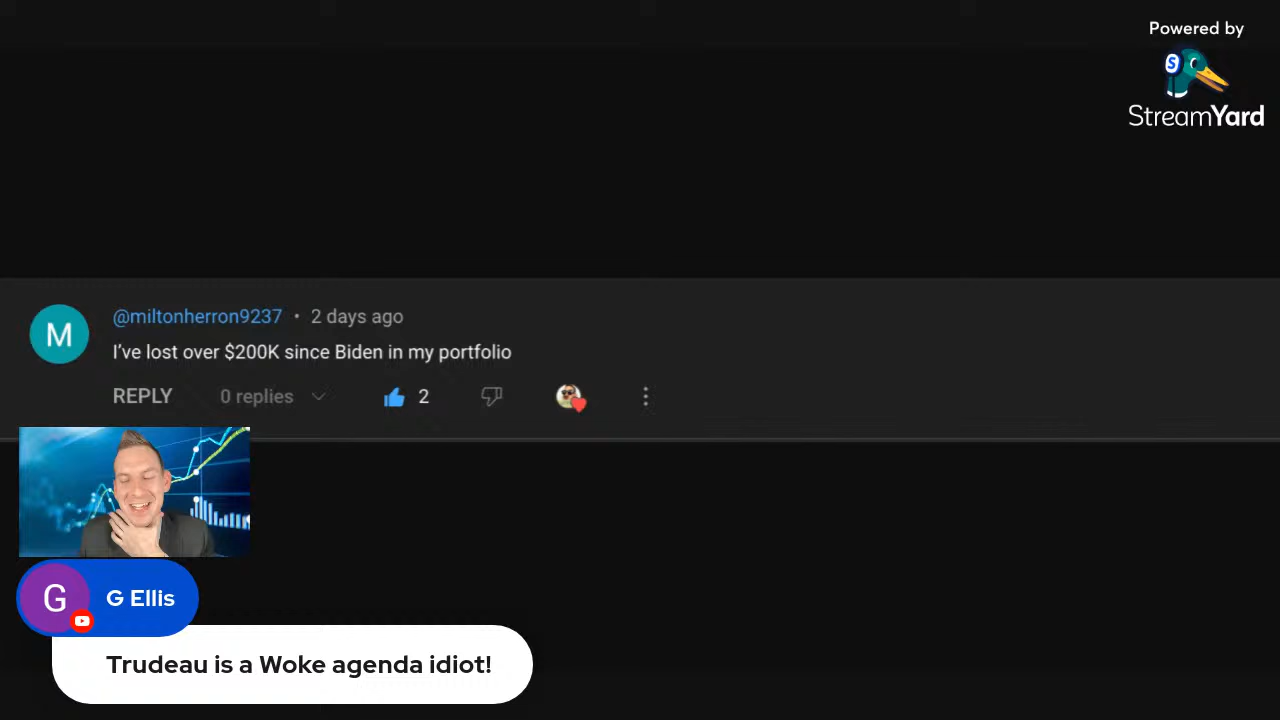 Powered by
S
StreamYard
M
@miltonherron9237 • 2 days ago
I've lost over $200K since Biden in my portfolio
REPLY 0 replies 2
G
G Ellis
Trudeau is a Woke agenda idiot!